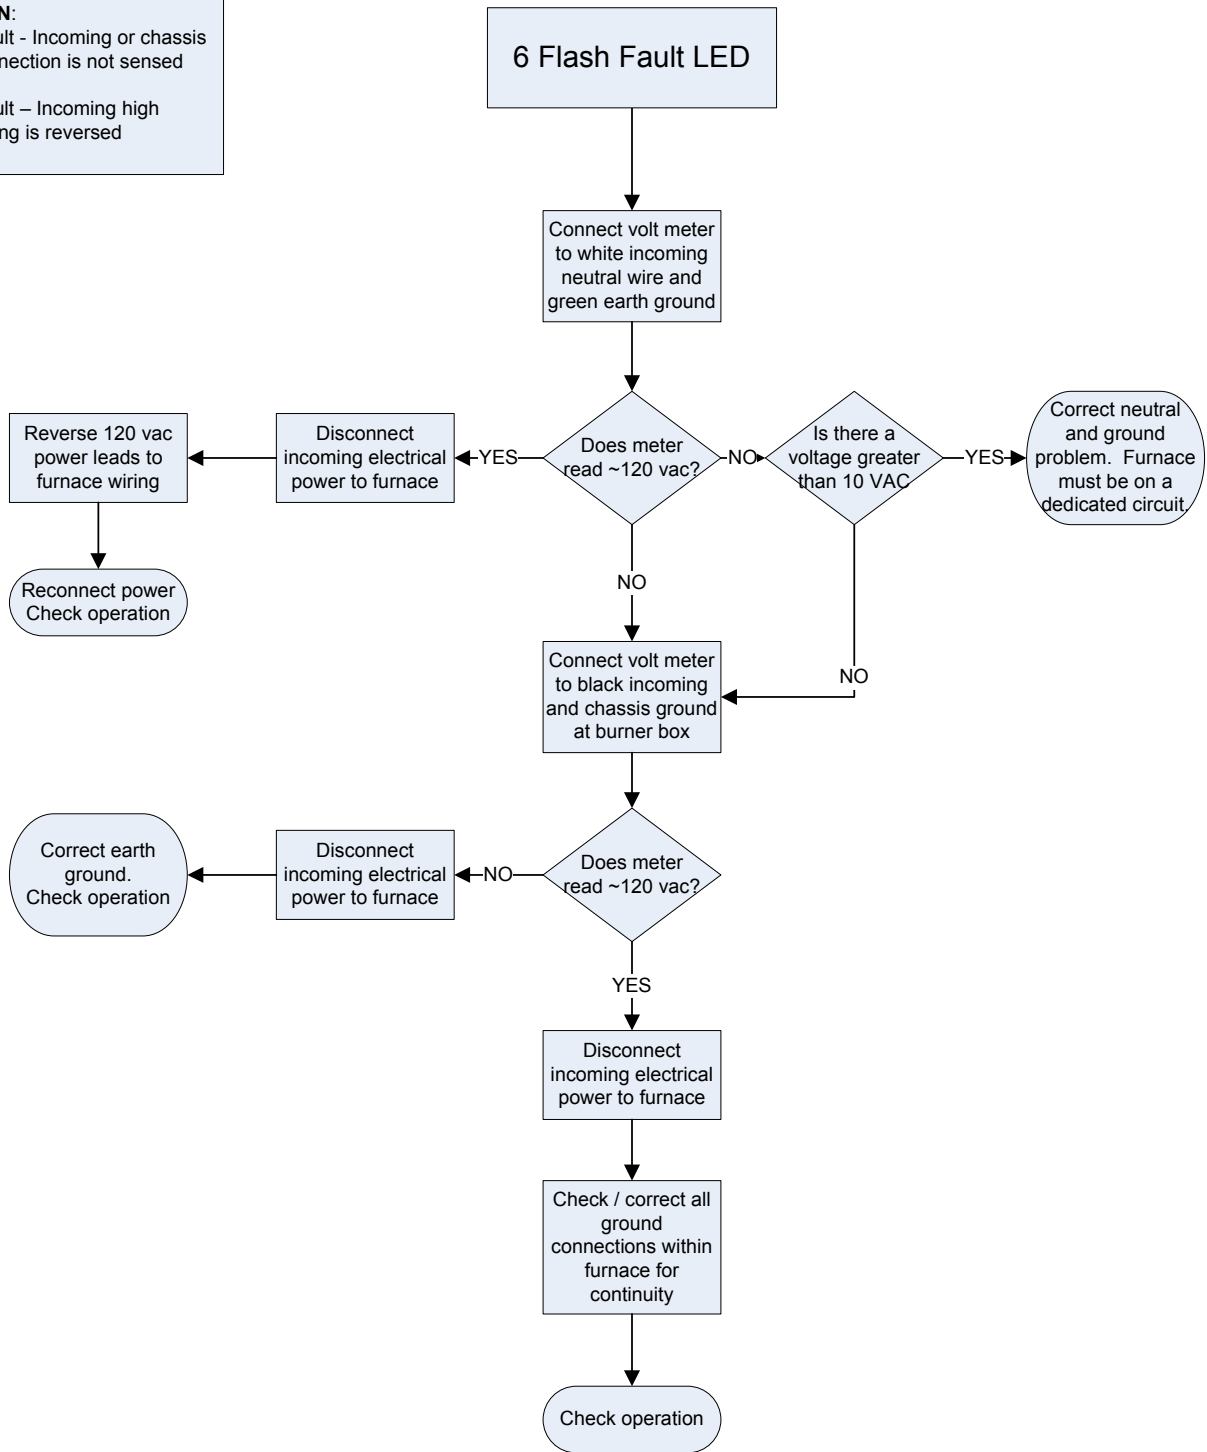 N:
ult - Incoming or chassis
nection is not sensed
ult – Incoming high
ng is reversed
6 Flash Fault LED
Connect volt meter
to white incoming
neutral wire and
green earth ground
Reverse 120 vac
power leads to
furnace wiring
Disconnect
incoming electrical
power to furnace
YES
Does meter
read ~120 vac?
NO
Is there a
voltage greater
than 10 VAC
YES
Correct neutral
and ground
problem. Furnace
must be on a
dedicated circuit.
Reconnect power
Check operation
NO
NO
Connect volt meter
to black incoming
and chassis ground
at burner box
Correct earth
ground.
Check operation
Disconnect
incoming electrical
power to furnace
NO
Does meter
read ~120 vac?
YES
Disconnect
incoming electrical
power to furnace
Check / correct all
ground
connections within
furnace for
continuity
Check operation